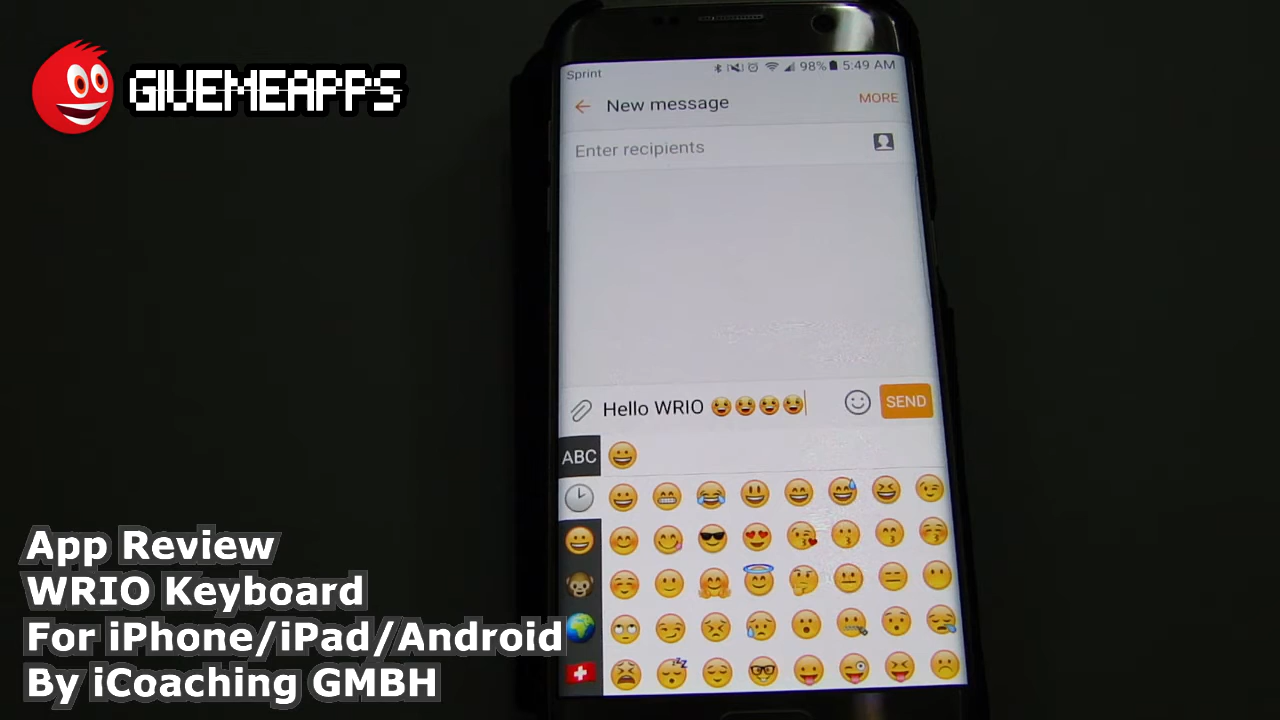 GIVEMEAPPS
Sprint
98% 5:49 AM
New message
MORE
Enter recipients
Hello WRIO 😀😀😀😀
SEND
ABC
App Review
WRIO Keyboard
For iPhone/iPad/Android
By iCoaching GMBH